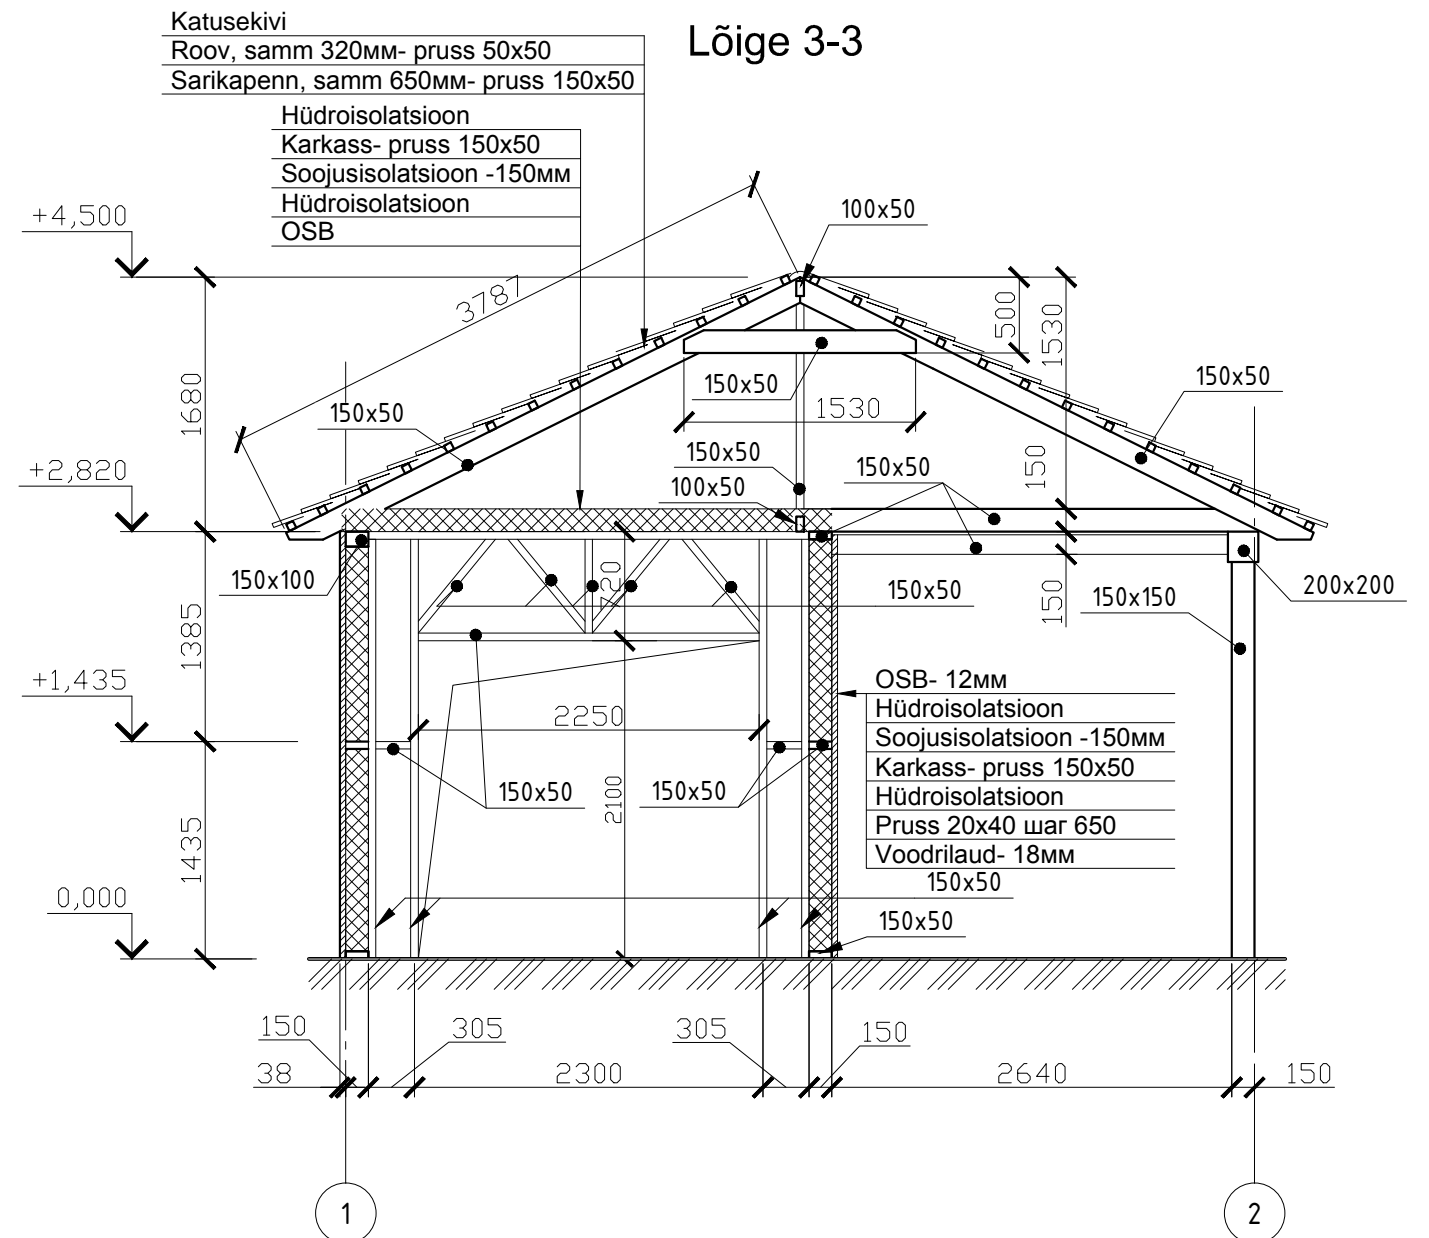 Lõige 3-3
Katusekivi
Roov, samm 320мм- pruss 50x50
Sarikapenn, samm 650мм- pruss 150x50
Hüdroisolatsioon
Karkass- pruss 150x50
Soojusisolatsioon -150мм
Hüdroisolatsioon
OSB
+4,500
100x50
3787
500
1530
1680
150x50
150x50
1530
150x50
150x50
100x50
150x50
150
+2,820
150x100
720
150x50
150
150x150
200x200
1385
+1,435
2250
150x50
2100
150x50
OSB- 12мм
Hüdroisolatsioon
Soojusisolatsioon -150мм
Karkass- pruss 150x50
Hüdroisolatsioon
Pruss 20x40 шаг 650
Voodrilaud- 18мм
1435
150x50
150x50
0,000
150
305
305
150
38
2300
2640
150
1
2